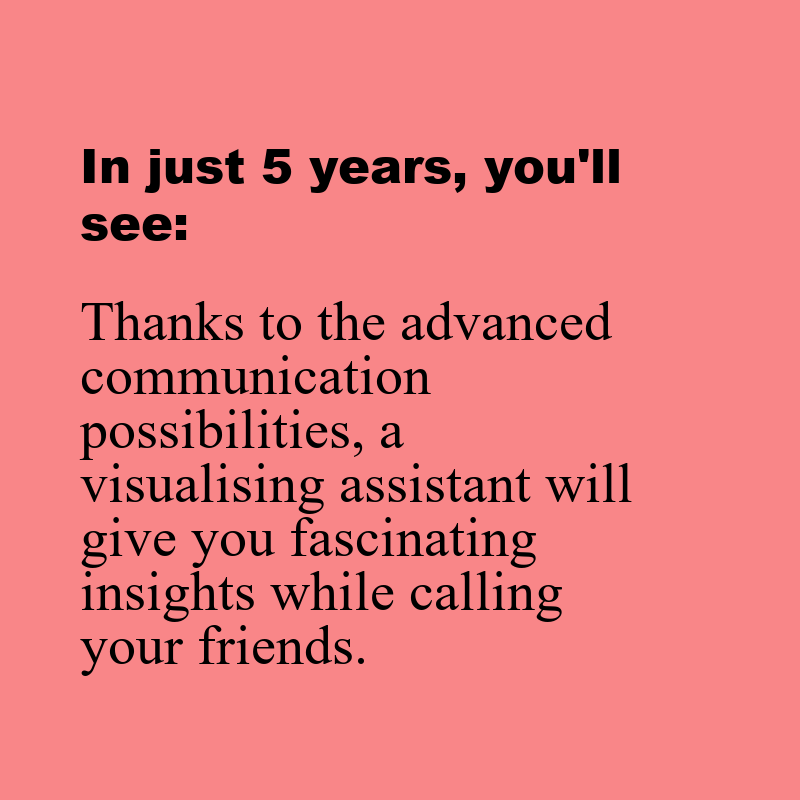 In just 5 years, you'll
see:
Thanks to the advanced
communication
possibilities, a
visualising assistant will
give you fascinating
insights while calling
your friends.